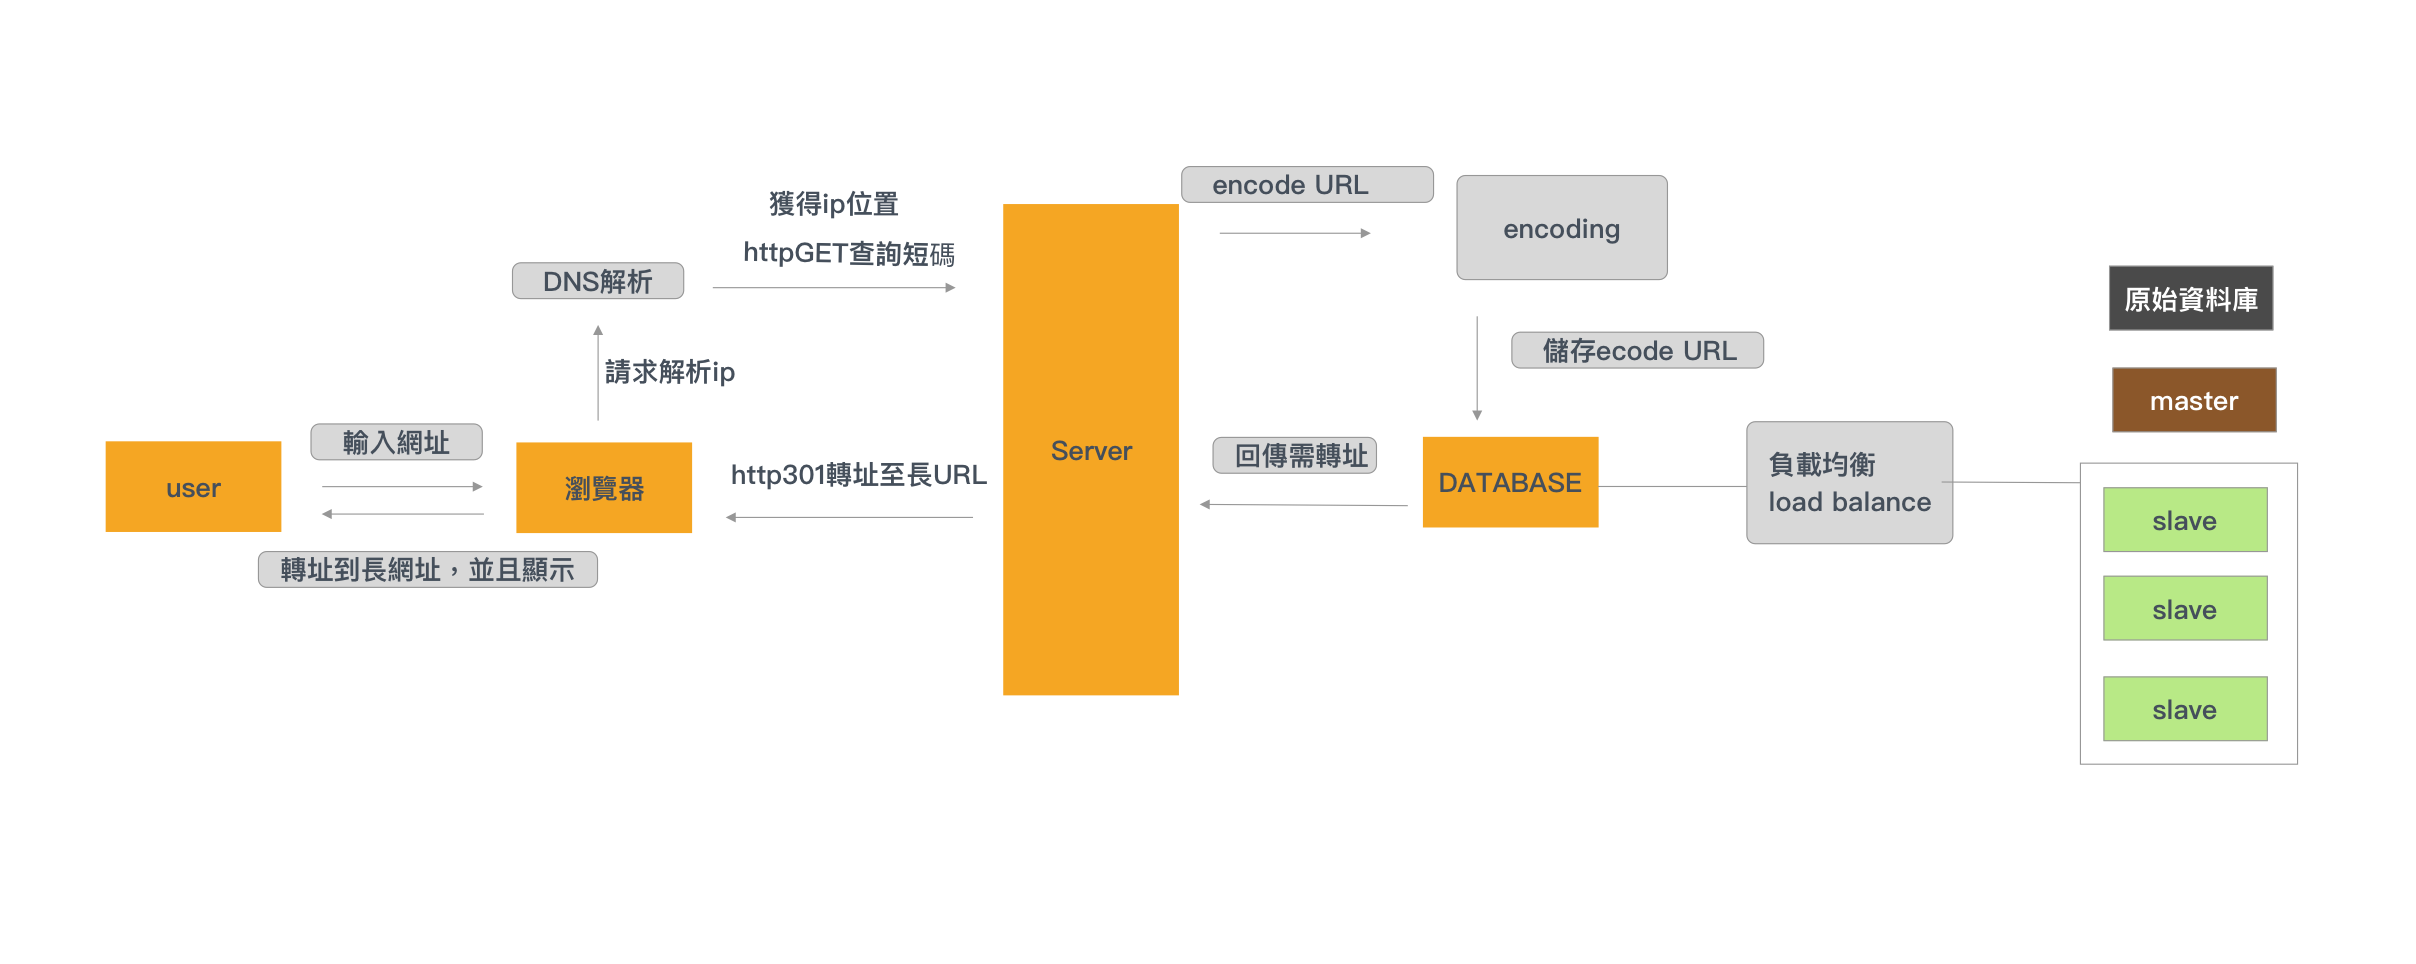 user
輸入網址
轉址到長網址，並且顯示
瀏覽器
請求解析ip
DNS解析
獲得ip位置
httpGET查詢短碼
http301轉址至長URL
Server
encode URL
encoding
儲存ecode URL
回傳需轉址
DATABASE
負載均衡
load balance
原始資料庫
master
slave
slave
slave